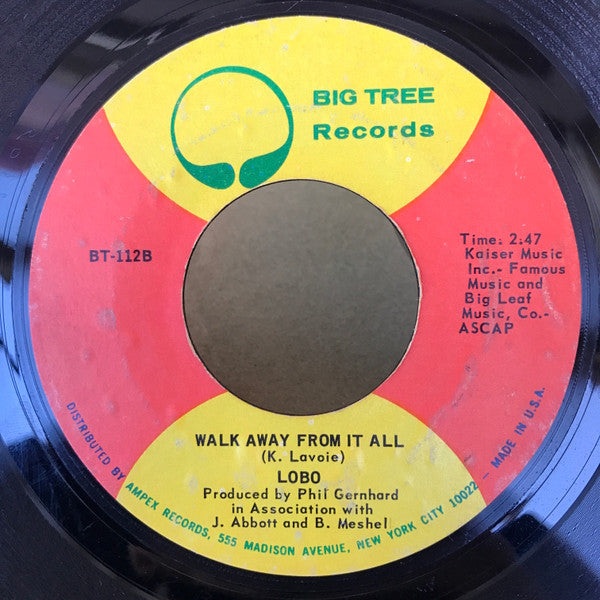 BIG TREE
Records
BT-112B
Time: 2:47
Kaiser Music
Inc.- Famous
Music and
Big Leaf
Music, Co.-
ASCAP
WALK AWAY FROM IT ALL
(K. Lavoie)
LOBO
Produced by Phil Gernhard
in Association with
J. Abbott and B. Meshel
DISTRIBUTED BY AMPEX RECORDS, 555 MADISON AVENUE, NEW YORK CITY 10022 - MADE IN U.S.A.